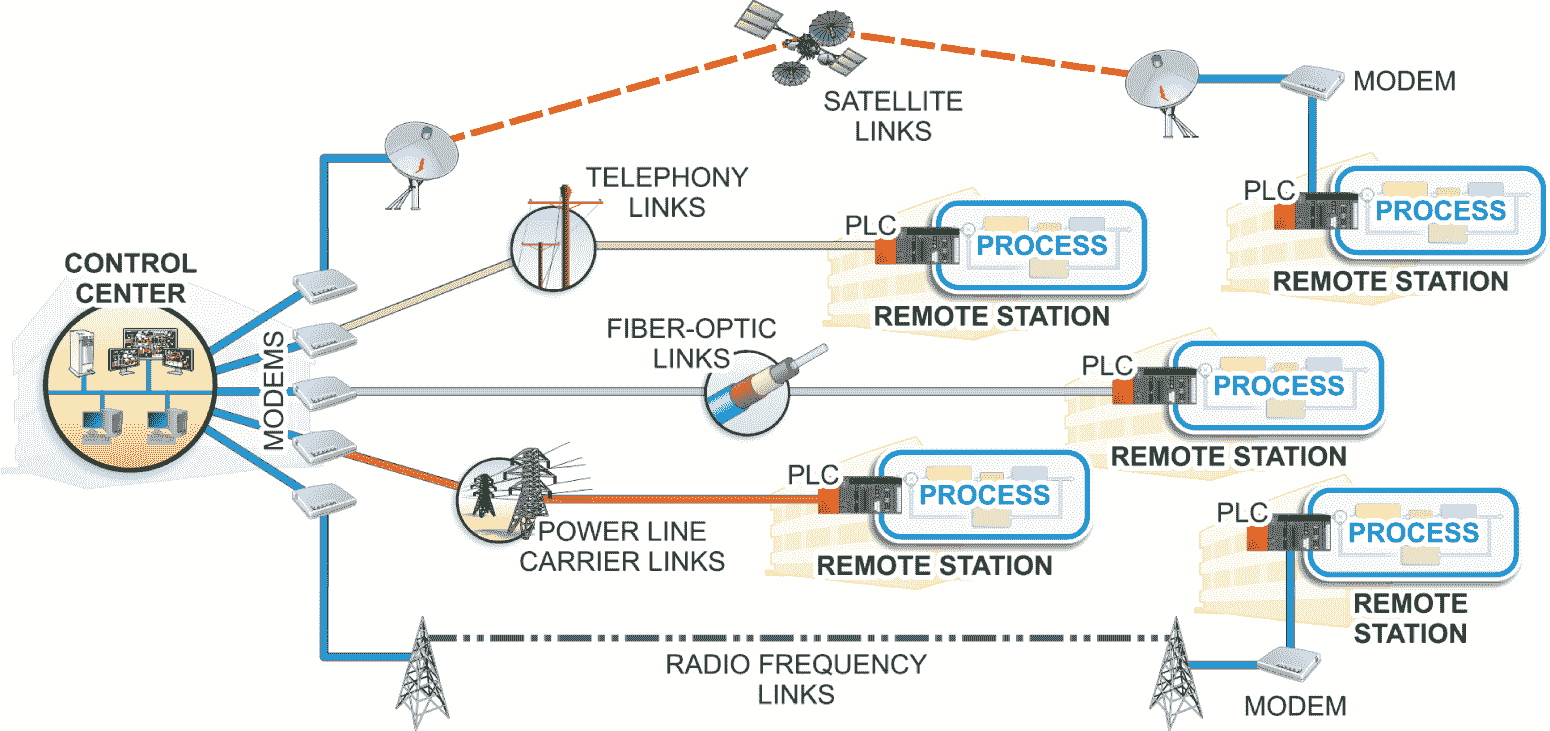 SATELLITE
LINKS
MODEM
TELEPHONY
LINKS
PLC
PROCESS
REMOTE STATION
PLC
PROCESS
REMOTE STATION
CONTROL
CENTER
MODEMS
FIBER-OPTIC
LINKS
PLC
PROCESS
REMOTE STATION
POWER LINE
CARRIER LINKS
PLC
PROCESS
REMOTE STATION
PLC
PROCESS
REMOTE
STATION
RADIO FREQUENCY
LINKS
MODEM